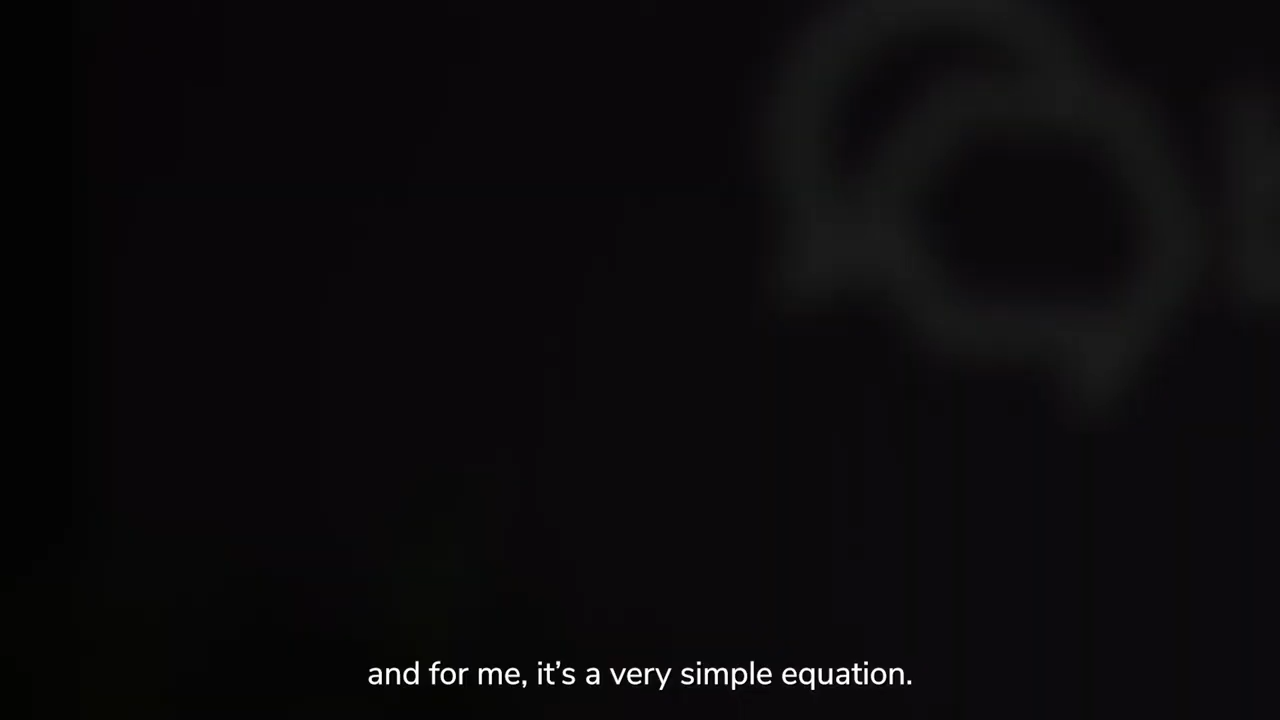 and for me, it’s a very simple equation.